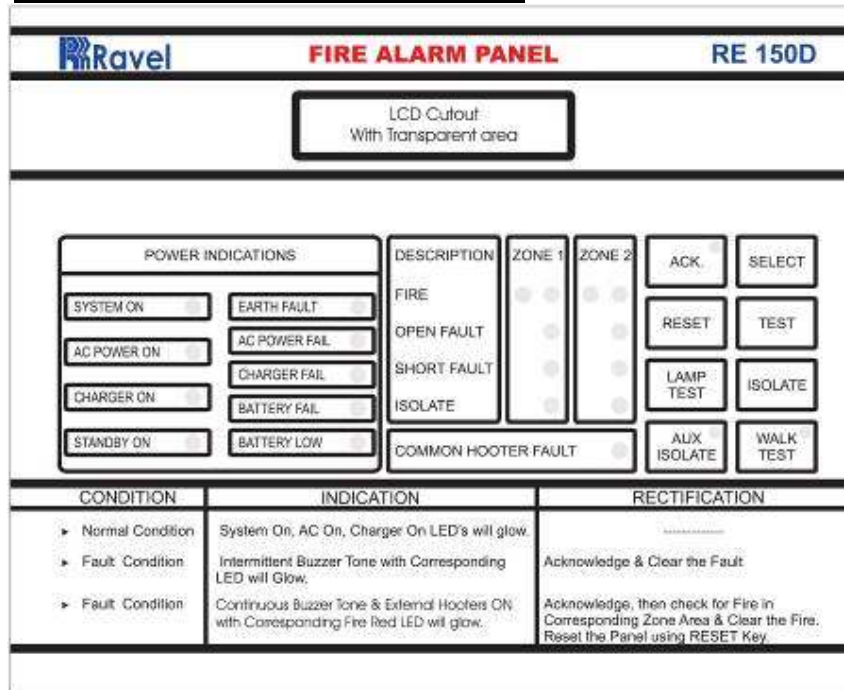 Ravel FIRE ALARM PANEL RE 150D
LCD Cutout
With Transparent area
POWER INDICATIONS
SYSTEM ON
AC POWER ON
CHARGER ON
STANDBY ON
EARTH FAULT
AC POWER FAIL
CHARGER FAIL
BATTERY FAIL
BATTERY LOW
DESCRIPTION ZONE 1 ZONE 2
FIRE
OPEN FAULT
SHORT FAULT
ISOLATE
COMMON HOOTER FAULT
ACK. SELECT
RESET TEST
LAMP
TEST
ISOLATE
AUX
ISOLATE
WALK
TEST
CONDITION INDICATION RECTIFICATION
▸ Normal Condition System On, AC On, Charger On LED's will glow. -------------
▸ Fault Condition Intermittent Buzzer Tone with Corresponding
LED will Glow.
Acknowledge & Clear the Fault
▸ Fault Condition Continuous Buzzer Tone & External Hooters ON
with Corresponding Fire Red LED will glow.
Acknowledge, then check for Fire in
Corresponding Zone Area & Clear the Fire.
Reset the Panel using RESET Key.